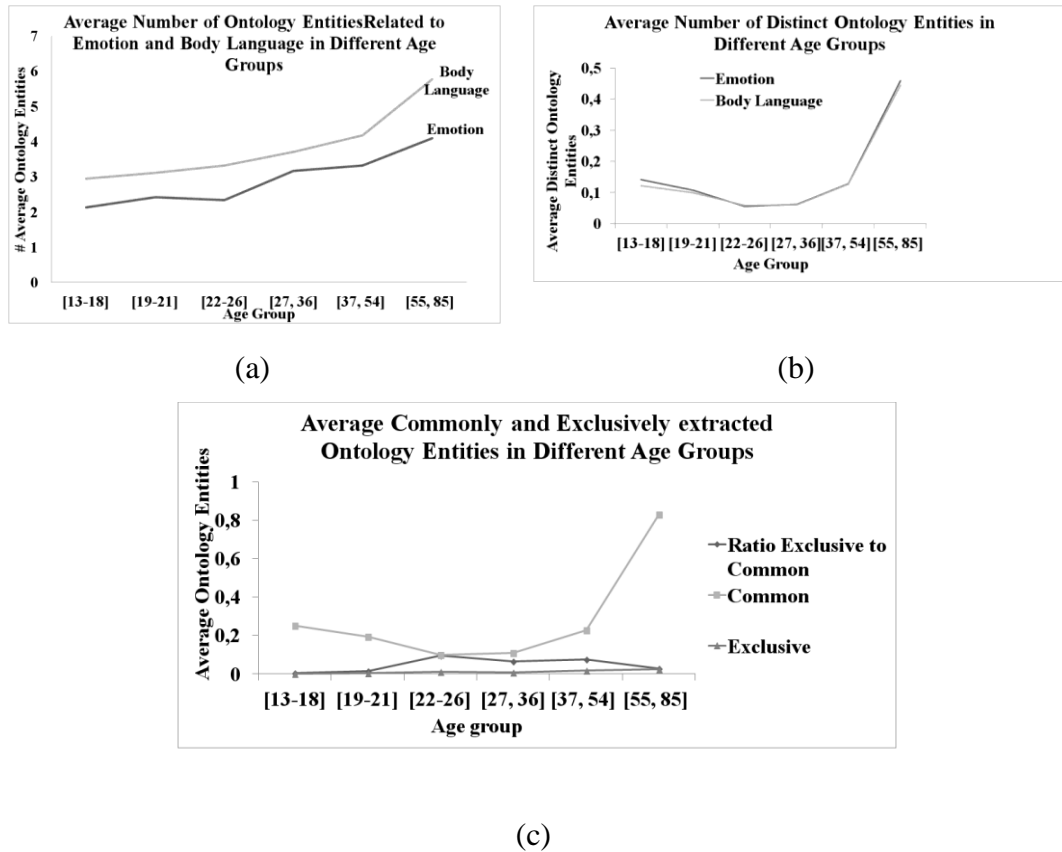 Average Number of Ontology EntitiesRelated to
Emotion and Body Language in Different Age
Groups
# Average Ontology Entities
7
6
5
4
3
2
1
0
Body
Language
Emotion
[13-18] [19-21] [22-26] [27, 36] [37, 54] [55, 85]
Age Group
(a)
Average Number of Distinct Ontology Entities in
Different Age Groups
Average Distinct Ontology
Entities
0,5
0,4
0,3
0,2
0,1
0
Emotion
Body Language
[13-18] [19-21] [22-26] [27, 36] [37, 54] [55, 85]
Age Group
(b)
Average Commonly and Exclusively extracted
Ontology Entities in Different Age Groups
Average Ontology Entities
1
0,8
0,6
0,4
0,2
0
Ratio Exclusive to
Common
Common
Exclusive
[13-18] [19-21] [22-26] [27, 36] [37, 54] [55, 85]
Age group
(c)